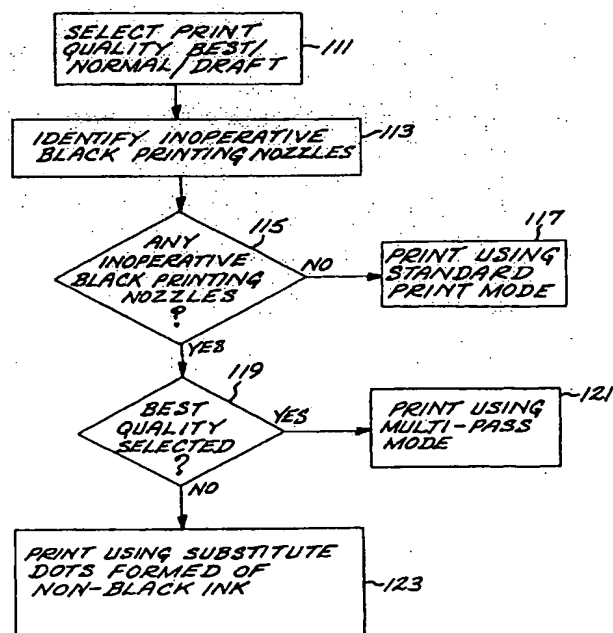 SELECT PRINT
QUALITY BEST/
NORMAL/DRAFT
111
IDENTIFY INOPERATIVE
BLACK PRINTING NOZZLES
113
ANY
INOPERATIVE
BLACK PRINTING
NOZZLES
?
115
NO
PRINT USING
STANDARD
PRINT MODE
117
YES
BEST
QUALITY
SELECTED
?
119
YES
PRINT USING
MULTI-PASS
MODE
121
NO
PRINT USING SUBSTITUTE
DOTS FORMED OF
NON-BLACK INK
123